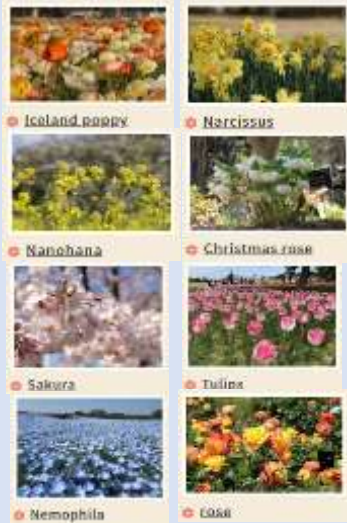 Iceland poppy
Narcissus
Nanohana
Christmas rose
Sakura
Tulips
Nemophila
rose